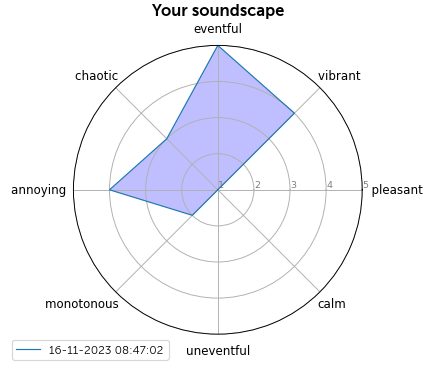 Your soundscape
eventful
chaotic
vibrant
annoying
1
2
3
4
5
pleasant
monotonous
calm
uneventful
16-11-2023 08:47:02